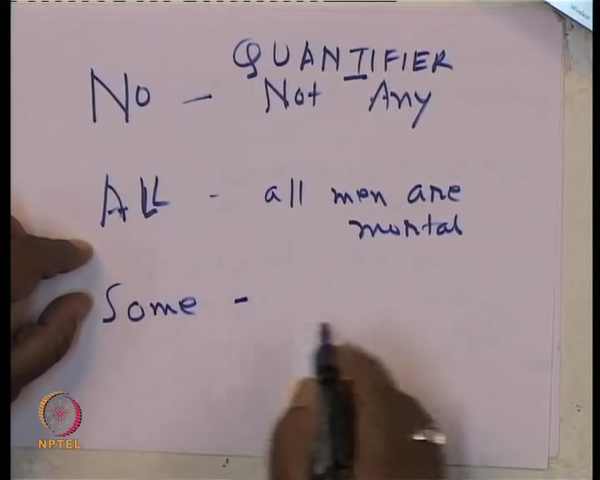 QUANTIFIER
No - Not Any
ALL - all men are
mortal
Some -
NPTEL